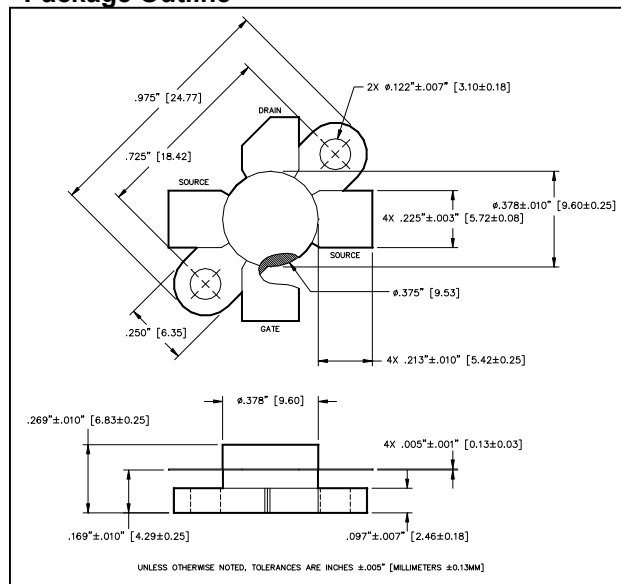 Package Outline
.975" [24.77]
2X ø.122"±.007" [3.10±0.18]
DRAIN
.725" [18.42]
SOURCE
ø.378±.010" [9.60±0.25]
4X .225"±.003" [5.72±0.08]
SOURCE
ø.375" [9.53]
.250" [6.35]
GATE
4X .213"±.010" [5.42±0.25]
ø.378" [9.60]
.269"±.010" [6.83±0.25]
4X .005"±.001" [0.13±0.03]
.169"±.010" [4.29±0.25]
.097"±.007" [2.46±0.18]
UNLESS OTHERWISE NOTED, TOLERANCES ARE INCHES ±.005" [MILLIMETERS ±0.13MM]